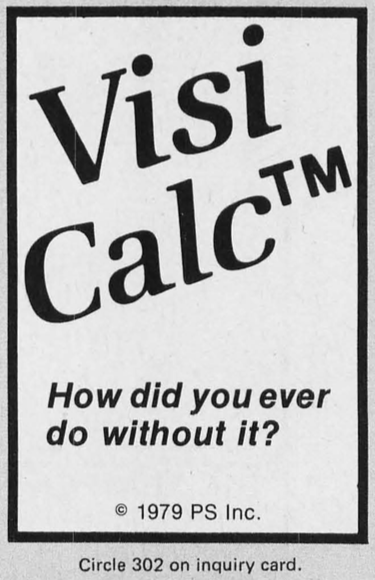 Visi
Calc™
How did you ever
do without it?
© 1979 PS Inc.
Circle 302 on inquiry card.